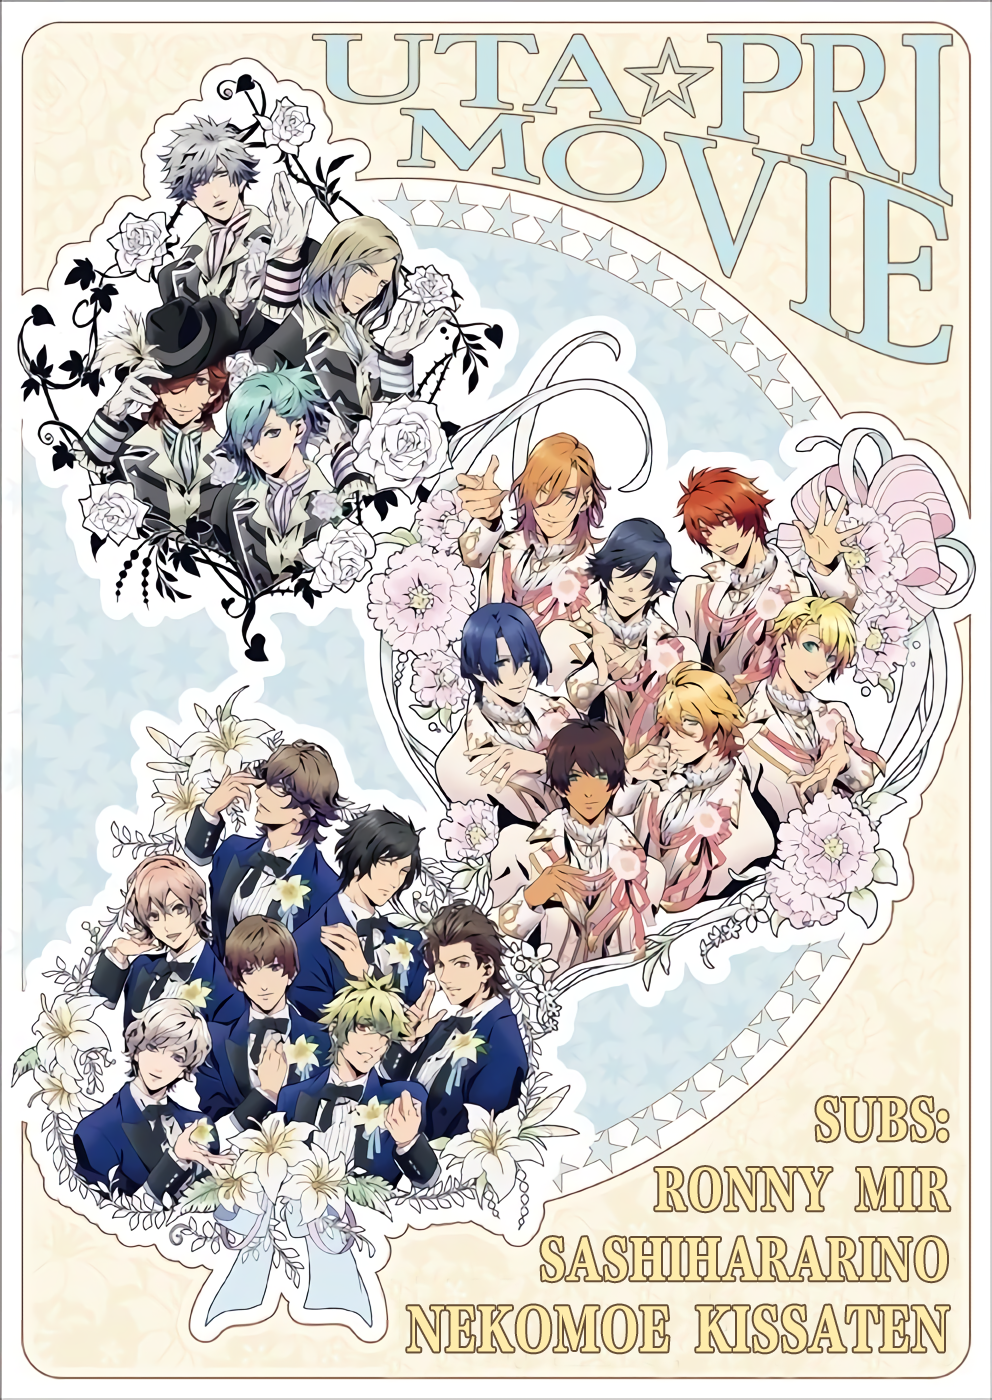 UTA☆PRI
MOVIE
SUBS:
RONNY MIR
SASHIHARARINO
NEKOMOE KISSATEN